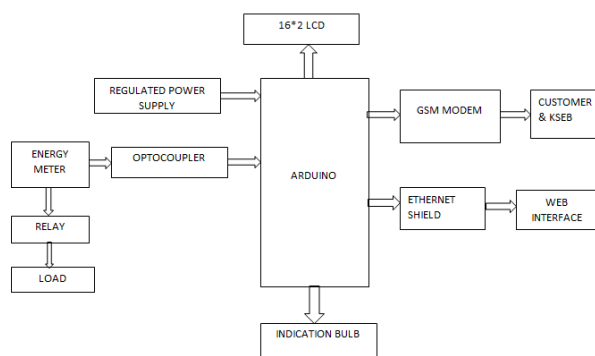 16*2 LCD
REGULATED POWER
SUPPLY
GSM MODEM
CUSTOMER
& KSEB
ENERGY
METER
OPTOCOUPLER
ARDUINO
ETHERNET
SHIELD
WEB
INTERFACE
RELAY
LOAD
INDICATION BULB